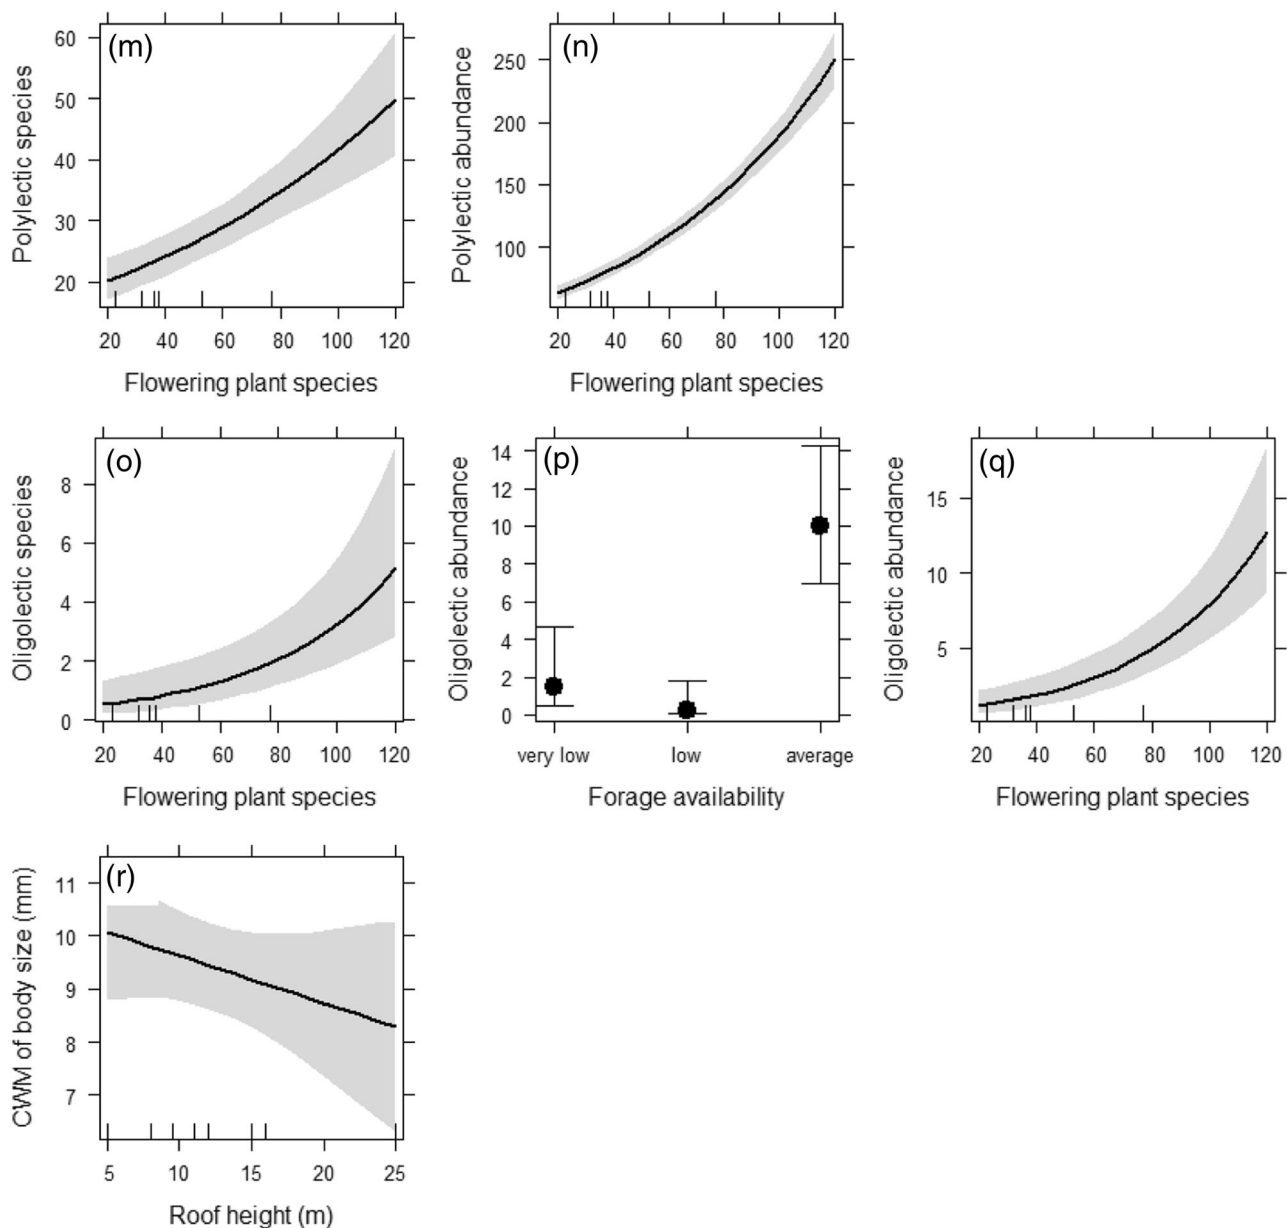 (m)
Polylectic species
60
50
40
30
20
20 40 60 80 100 120
Flowering plant species
(n)
Polylectic abundance
250
200
150
100
20 40 60 80 100 120
Flowering plant species
(o)
Oligolectic species
8
6
4
2
0
20 40 60 80 100 120
Flowering plant species
(p)
Oligolectic abundance
14
12
10
8
6
4
2
0
very low low average
Forage availability
(q)
Oligolectic abundance
15
10
5
20 40 60 80 100 120
Flowering plant species
(r)
CWM of body size (mm)
11
10
9
8
7
5 10 15 20 25
Roof height (m)